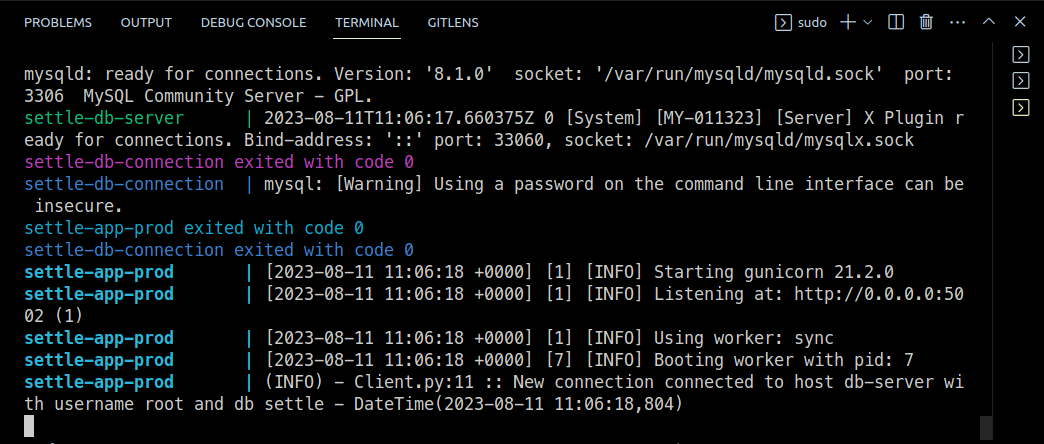 PROBLEMS OUTPUT DEBUG CONSOLE TERMINAL GITLENS sudo
mysqld: ready for connections. Version: '8.1.0'  socket: '/var/run/mysqld/mysqld.sock'  port:
3306  MySQL Community Server - GPL.
settle-db-server      | 2023-08-11T11:06:17.660375Z 0 [System] [MY-011323] [Server] X Plugin r
eady for connections. Bind-address: '::' port: 33060, socket: /var/run/mysqld/mysqlx.sock
settle-db-connection exited with code 0
settle-db-connection  | mysql: [Warning] Using a password on the command line interface can be
 insecure.
settle-app-prod exited with code 0
settle-db-connection exited with code 0
settle-app-prod       | [2023-08-11 11:06:18 +0000] [1] [INFO] Starting gunicorn 21.2.0
settle-app-prod       | [2023-08-11 11:06:18 +0000] [1] [INFO] Listening at: http://0.0.0.0:50
02 (1)
settle-app-prod       | [2023-08-11 11:06:18 +0000] [1] [INFO] Using worker: sync
settle-app-prod       | [2023-08-11 11:06:18 +0000] [7] [INFO] Booting worker with pid: 7
settle-app-prod       | (INFO) - Client.py:11 :: New connection connected to host db-server wi
th username root and db settle - DateTime(2023-08-11 11:06:18,804)